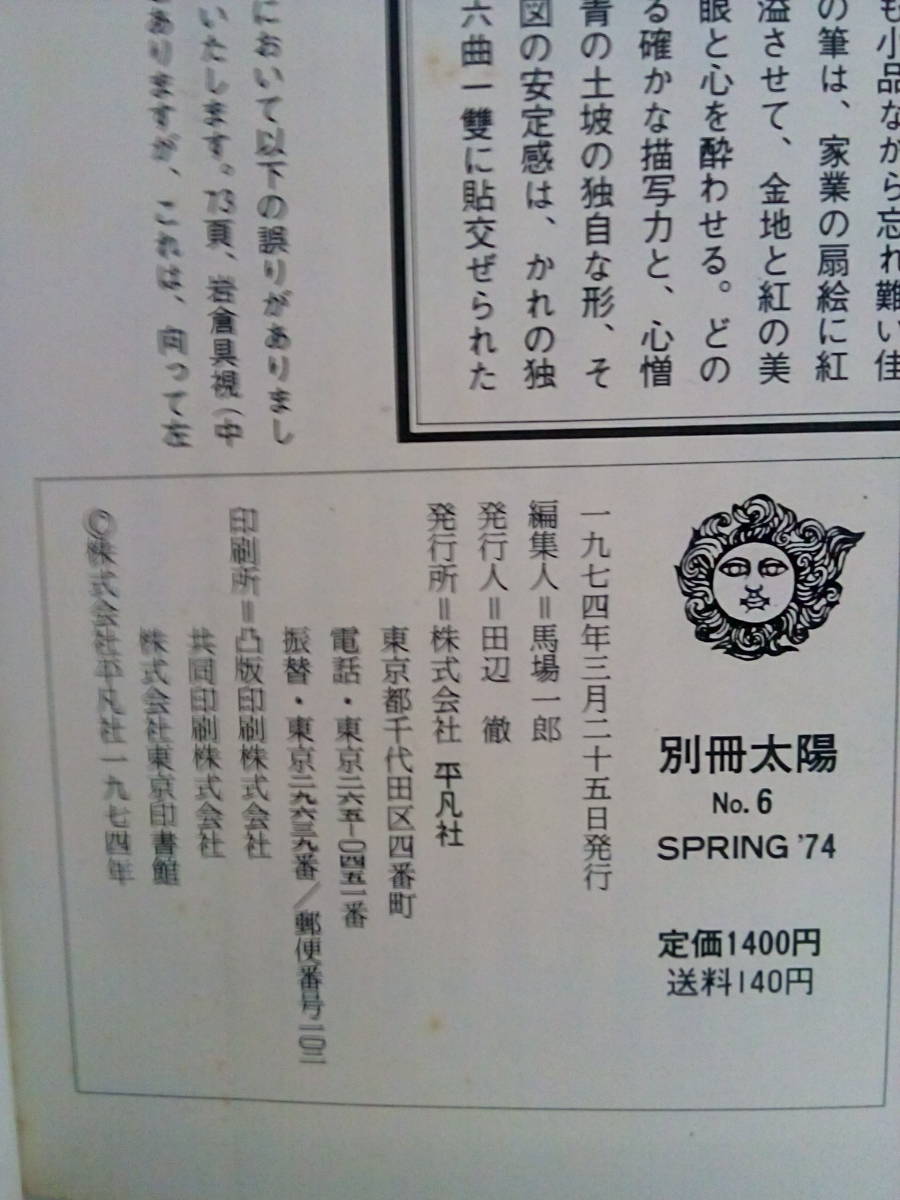 も小品ながら忘れ難い佳
の筆は、家業の扇絵に紅
溢させて、金地と紅の美
眼と心を酔わせる。どの
る確かな描写力と、心憎
青の土坡の独自な形、そ
図の安定感は、かれの独
六曲一雙に貼交ぜられた
において以下の誤りがありまし
いたします。73頁、岩倉具視(中
ありますが、これは、向って左
別冊太陽
No. 6
SPRING '74
定価1400円
送料140円
一九七四年三月二十五日発行
編集人＝馬場一郎
発行人＝田辺 徹
発行所＝株式会社 平凡社
東京都千代田区四番町
電話・東京二六五-〇四五一番
振替・東京二九六三九番／郵便番号一〇二
印刷所＝凸版印刷株式会社
共同印刷株式会社
株式会社東京印書館
©株式会社平凡社一九七四年